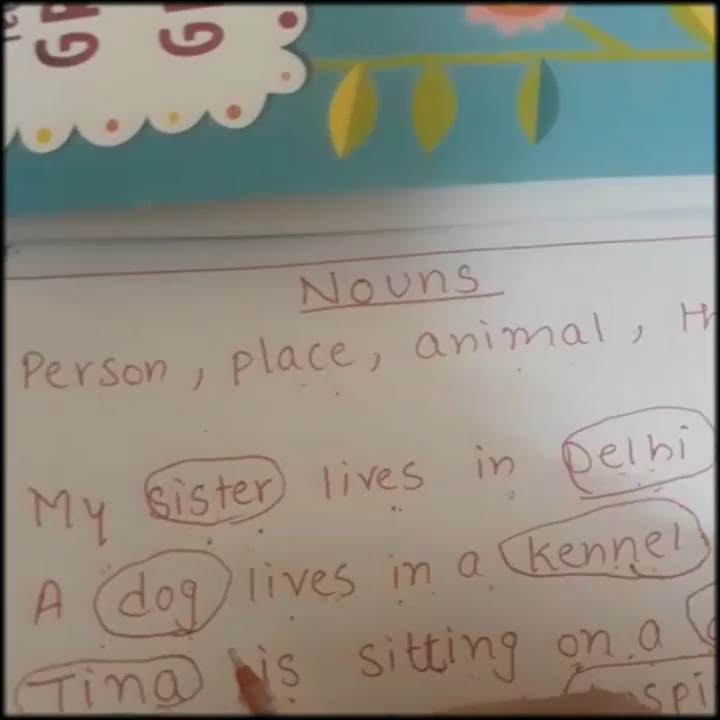 Nouns
Person, place, animal,
My sister lives in Delhi
A dog lives in a kennel
Tina is sitting on a